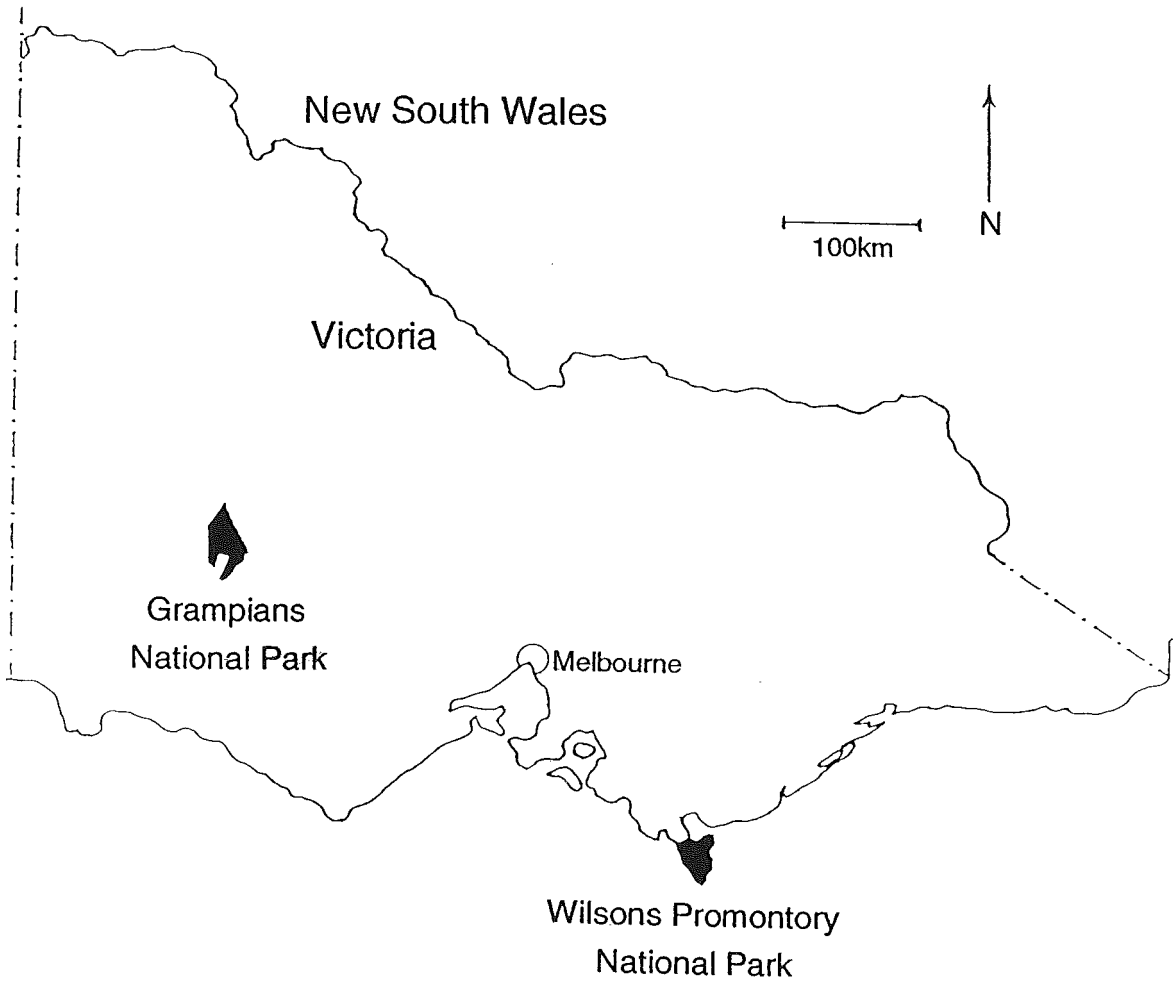 New South Wales
N
100km
Victoria
Grampians
National Park
Melbourne
Wilsons Promontory
National Park